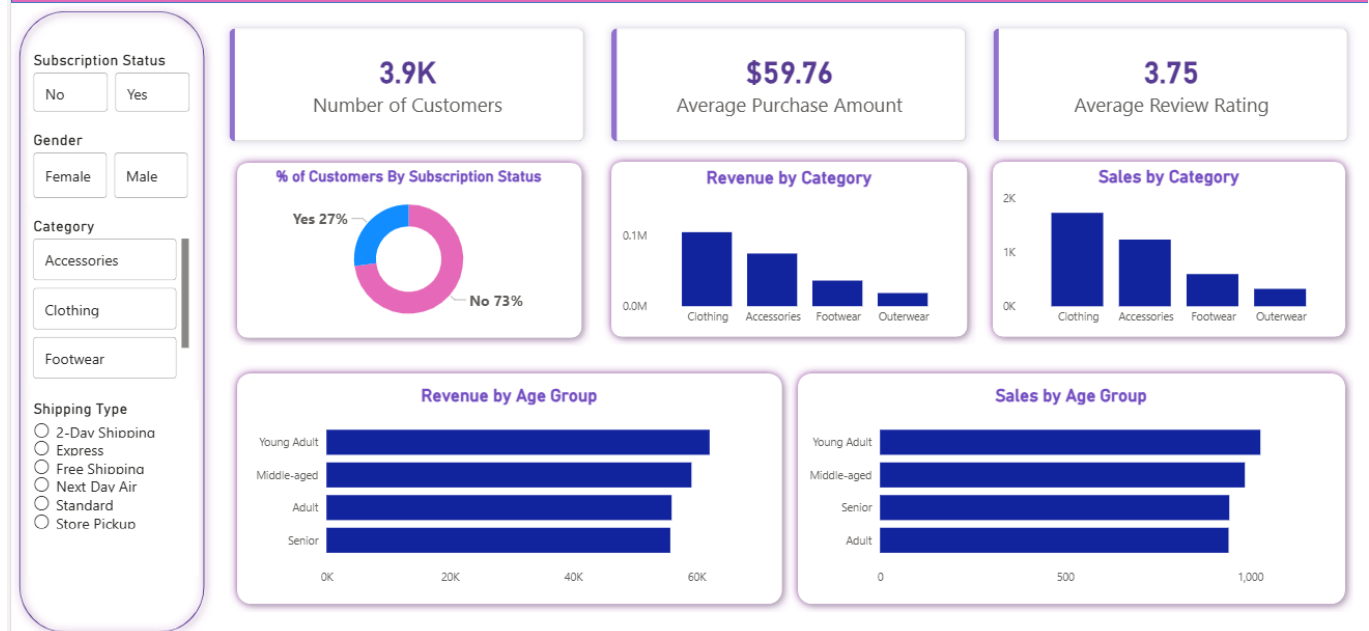 Subscription Status
No
Yes
Gender
Female
Male
Category
Accessories
Clothing
Footwear
Shipping Type
2-Day Shipping
Express
Free Shipping
Next Day Air
Standard
Store Pickup
3.9K
Number of Customers
$59.76
Average Purchase Amount
3.75
Average Review Rating
% of Customers By Subscription Status
Yes 27%
No 73%
Revenue by Category
0.1M
0.0M
Clothing
Accessories
Footwear
Outerwear
Sales by Category
2K
1K
0K
Clothing
Accessories
Footwear
Outerwear
Revenue by Age Group
Young Adult
Middle-aged
Adult
Senior
0K
20K
40K
60K
Sales by Age Group
Young Adult
Middle-aged
Senior
Adult
0
500
1,000